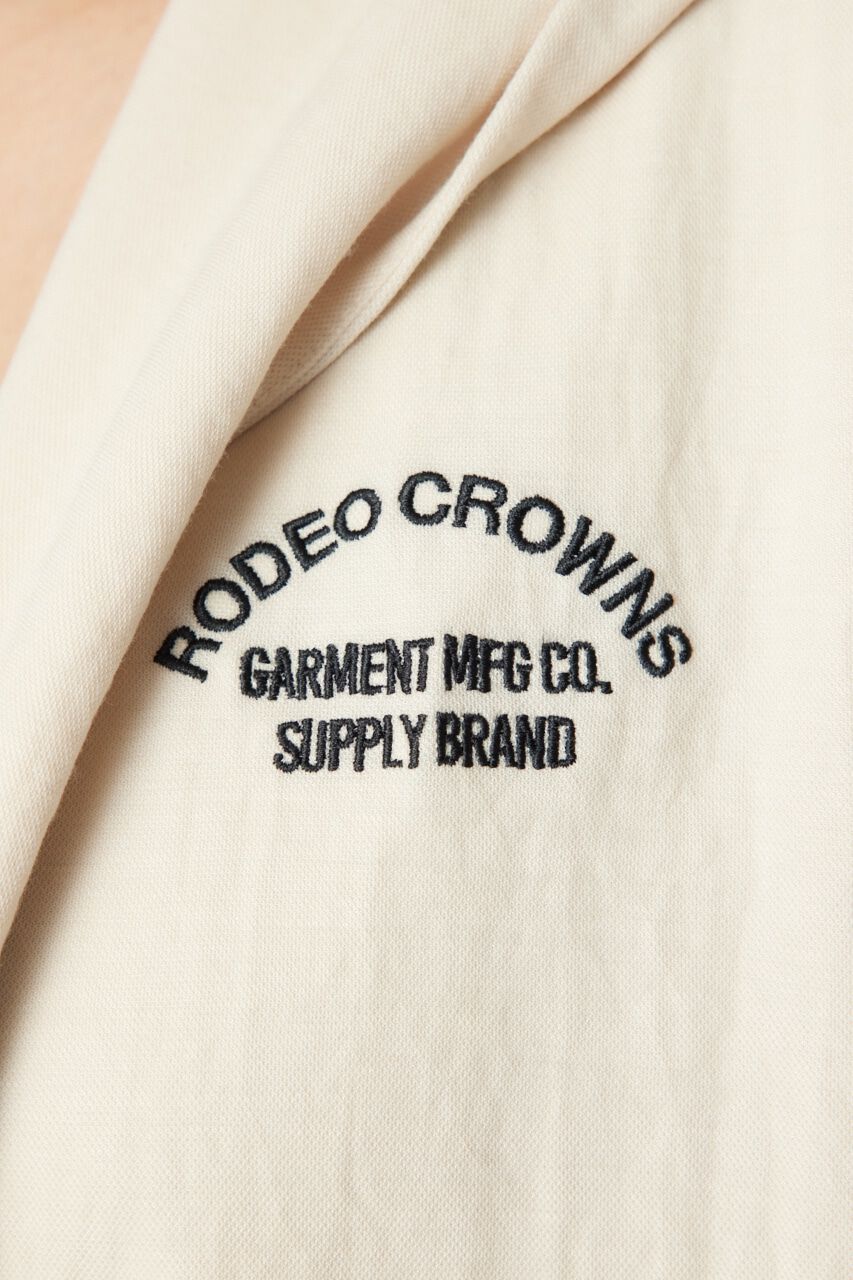 RODEO CROWNS
GARMENT MFG CO.
SUPPLY BRAND